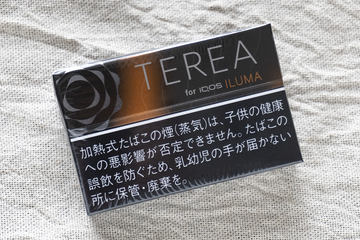 TEREA
for IQOS ILUMA
加熱式たばこの煙(蒸気)は、子供の健康
への悪影響が否定できません。たばこの
誤飲を防ぐため、乳幼児の手が届かない
所に保管・廃棄を。